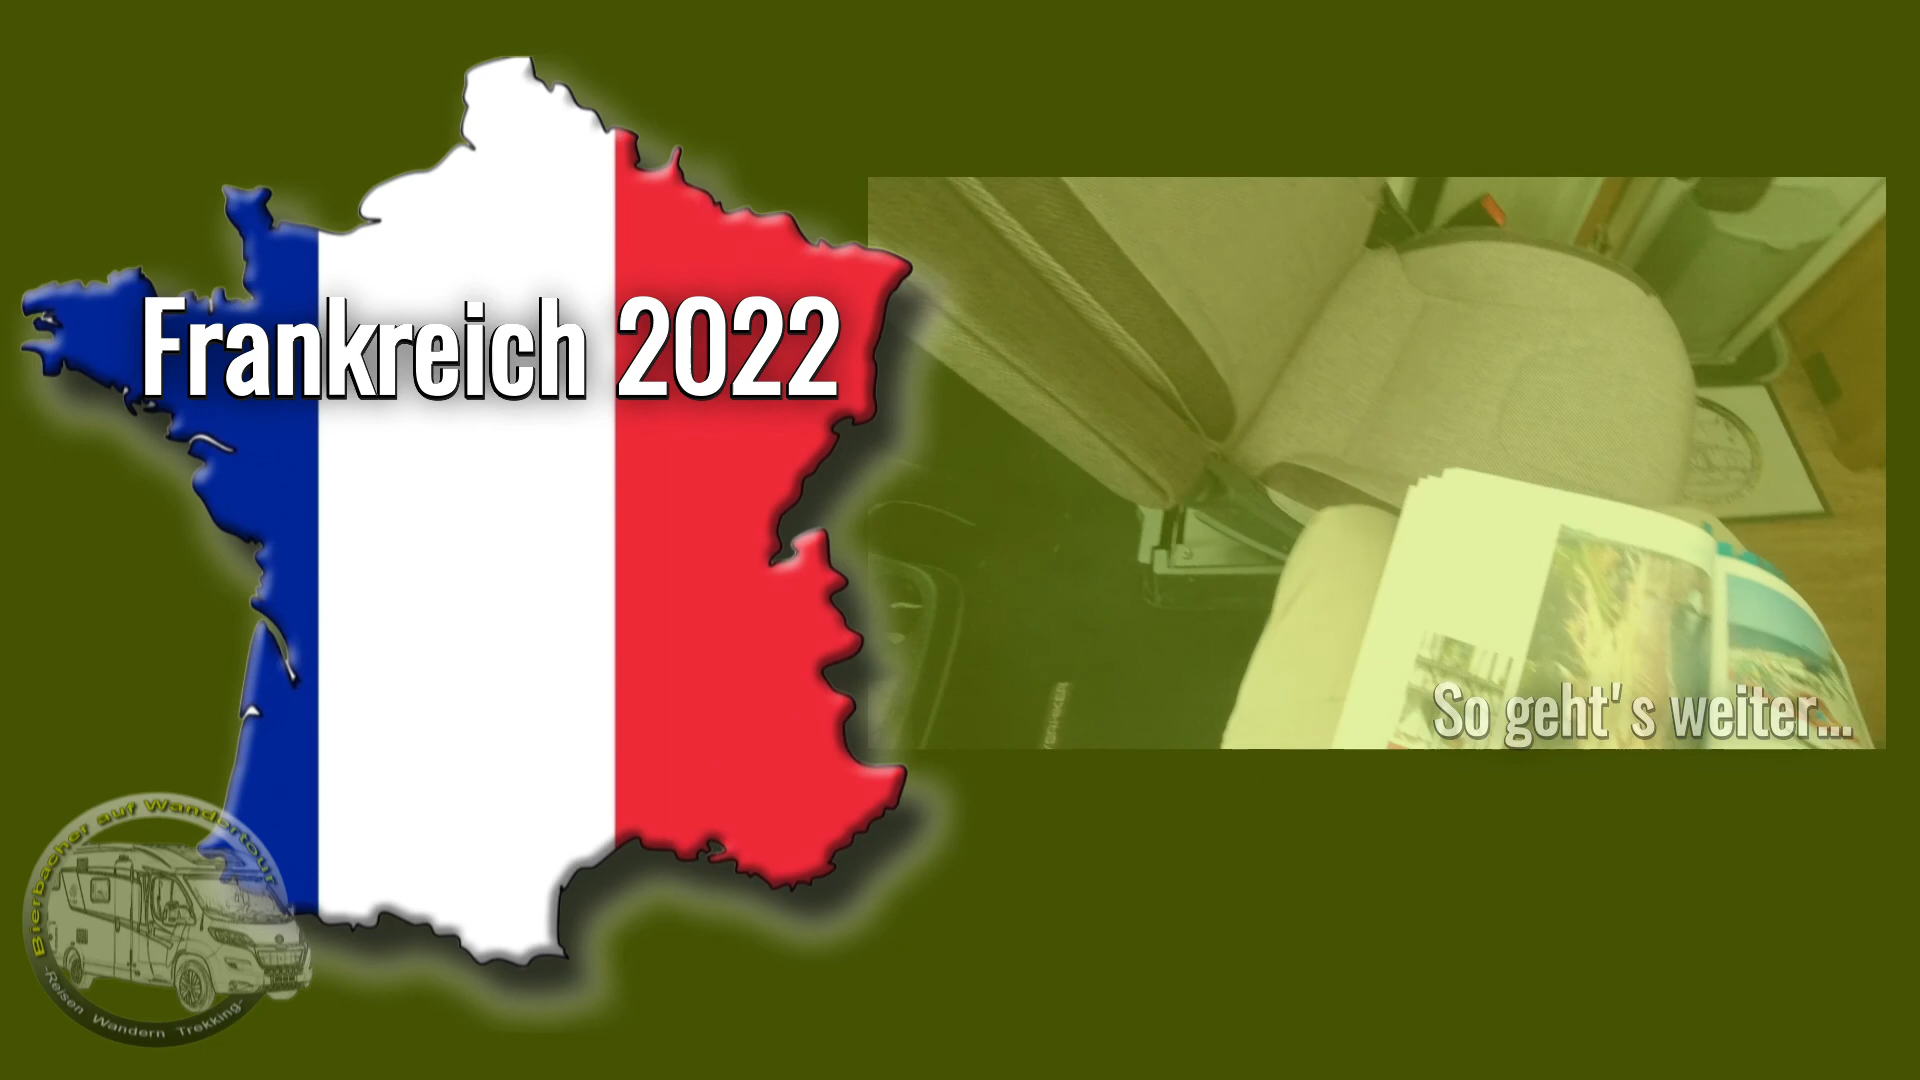 Frankreich 2022
So geht's weiter...
Bierbacher auf Wandertour
-Reisen Wandern Trekking-